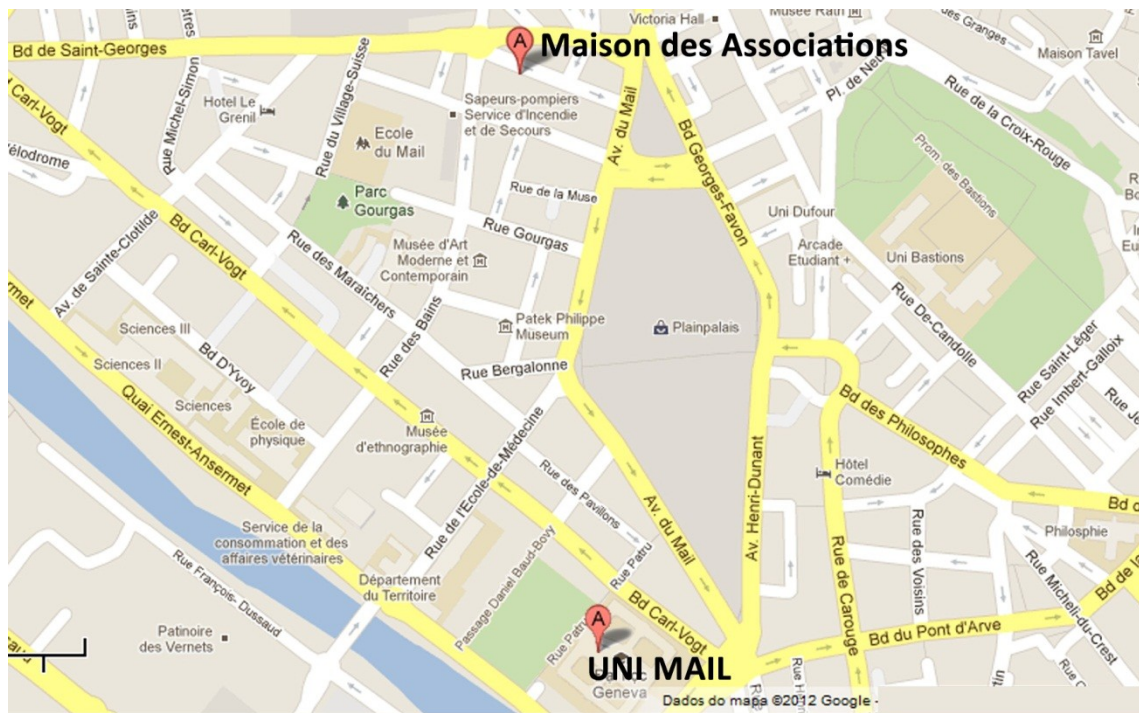 Victoria Hall
Musée Rath
des Granges
Maison Tavel
Bd de Saint-Georges
A
Maison des Associations
Pl. de Neuve
Hotel Le
Grenil
Rue Michel-Simon
Rue du Village-Suisse
Sapeurs-pompiers
Service d'Incendie
et de Secours
Av. du Mail
Bd Georges-Favon
Rue de la Croix-Rouge
Ecole
du Mail
Bd Carl-Vogt
Prom. des Bastions
Parc
Gourgas
Rue de la Muse
Uni Dufour
Rue Gourgas
Arcade
Etudiant +
Uni Bastions
Av. de Sainte-Clotilde
Bd Carl-Vogt
Rue des Maraîchers
Musée d'Art
Moderne et
Contemporain
Rue De-Candolle
Sciences III
Sciences II
Bd D'Yvoy
Rue des Bains
Patek Philippe
Museum
Plainpalais
Rue Saint-Léger
Rue Imbert-Galloix
Rue Bergalonne
Sciences
École de
physique
Quai Ernest-Ansermet
Musée
d'ethnographie
Bd des Philosophes
Rue de l'Ecole-de-Médecine
Rue des Pavillons
Av. du Mail
Av. Henri-Dunant
Hôtel
Comédie
Service de la
consommation et des
affaires vétérinaires
Rue François- Dussaud
Passage Daniel Baud-Bovy
Rue Patru
Rue de Carouge
Rue des Voisins
Philosphie
Rue Micheli-du-Crest
Département
du Territoire
Bd Carl-Vogt
A
Rue Patru
Bd du Pont d'Arve
Patinoire
des Vernets
UNI MAIL
Geneva
Dados do mapa ©2012 Google -